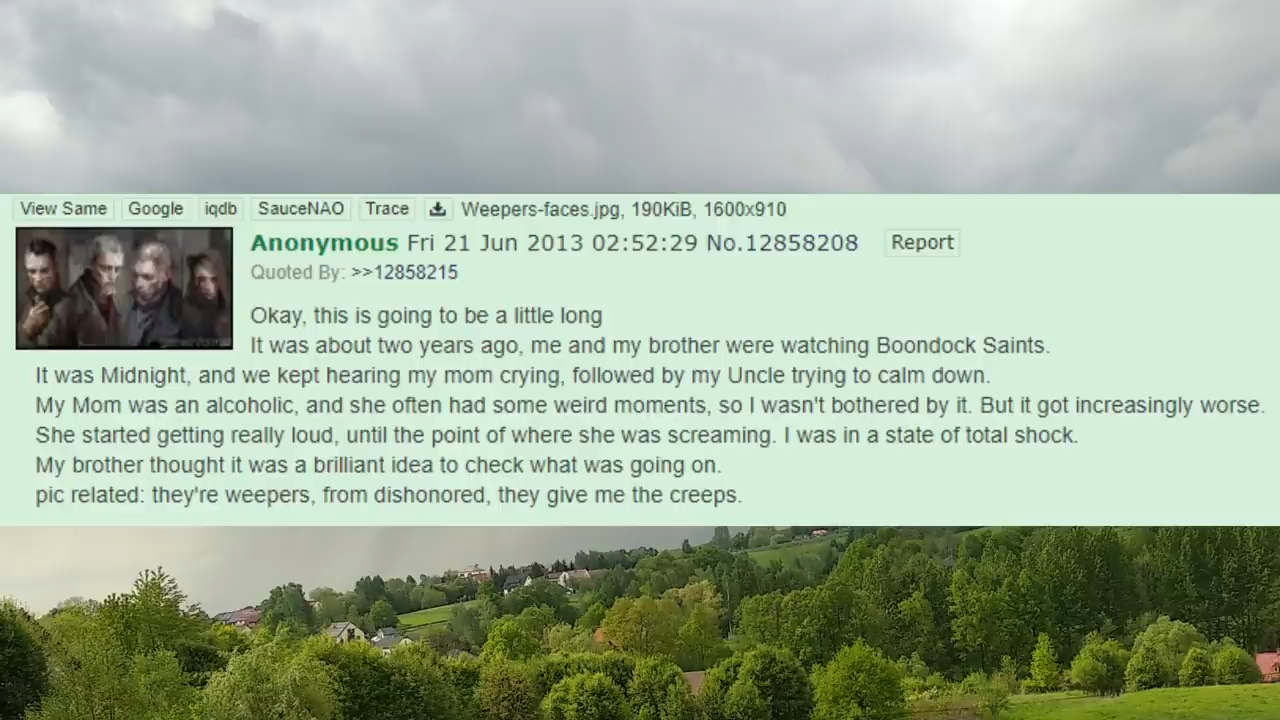 View Same Google iqdb SauceNAO Trace Weepers-faces.jpg, 190KiB, 1600x910
Anonymous Fri 21 Jun 2013 02:52:29 No.12858208 Report
Quoted By: >>12858215
Okay, this is going to be a little long
It was about two years ago, me and my brother were watching Boondock Saints.
It was Midnight, and we kept hearing my mom crying, followed by my Uncle trying to calm down.
My Mom was an alcoholic, and she often had some weird moments, so I wasn't bothered by it. But it got increasingly worse.
She started getting really loud, until the point of where she was screaming. I was in a state of total shock.
My brother thought it was a brilliant idea to check what was going on.
pic related: they're weepers, from dishonored, they give me the creeps.